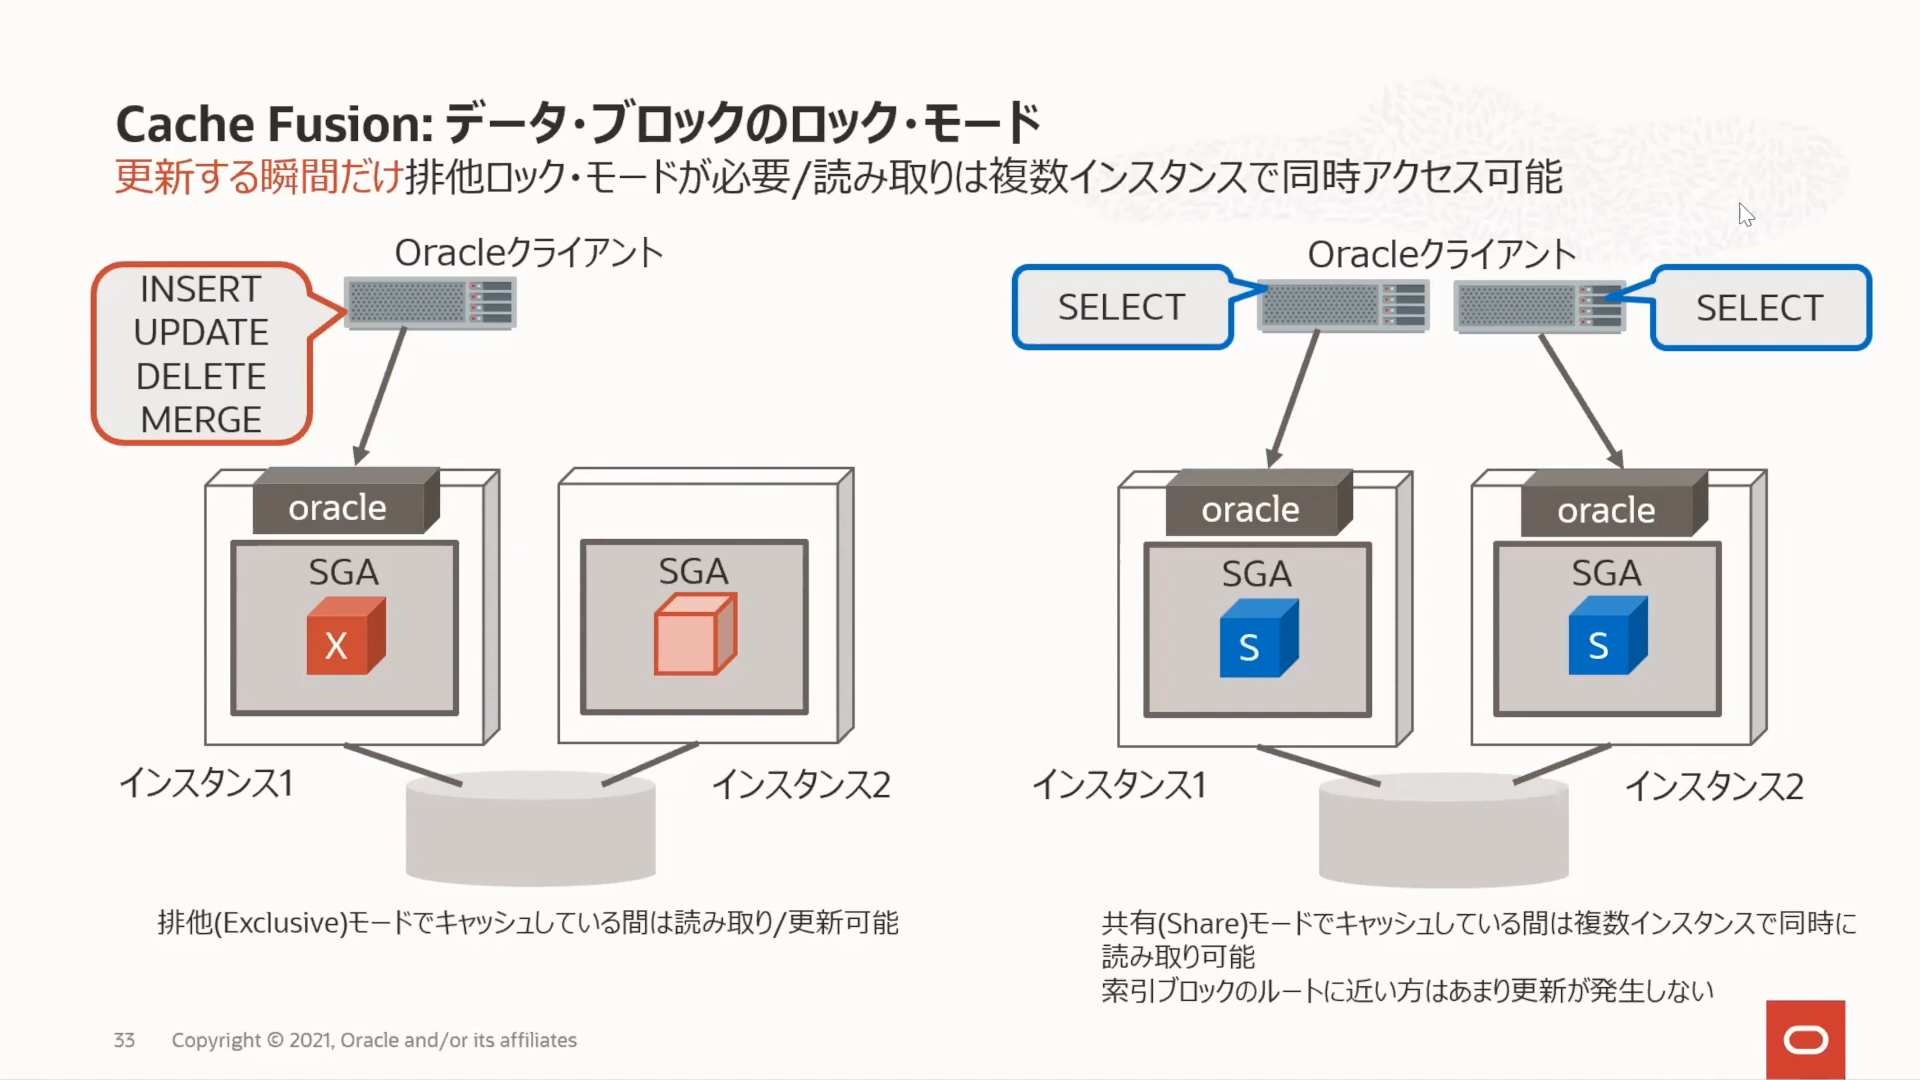 Cache Fusion: データ・ブロックのロック・モード
更新する瞬間だけ排他ロック・モードが必要/読み取りは複数インスタンスで同時アクセス可能
Oracleクライアント
INSERT
UPDATE
DELETE
MERGE
oracle
SGA
X
SGA
インスタンス1
インスタンス2
排他(Exclusive)モードでキャッシュしている間は読み取り/更新可能
Oracleクライアント
SELECT
SELECT
oracle
oracle
SGA
S
SGA
S
インスタンス1
インスタンス2
共有(Share)モードでキャッシュしている間は複数インスタンスで同時に
読み取り可能
索引ブロックのルートに近い方はあまり更新が発生しない
33 Copyright © 2021, Oracle and/or its affiliates